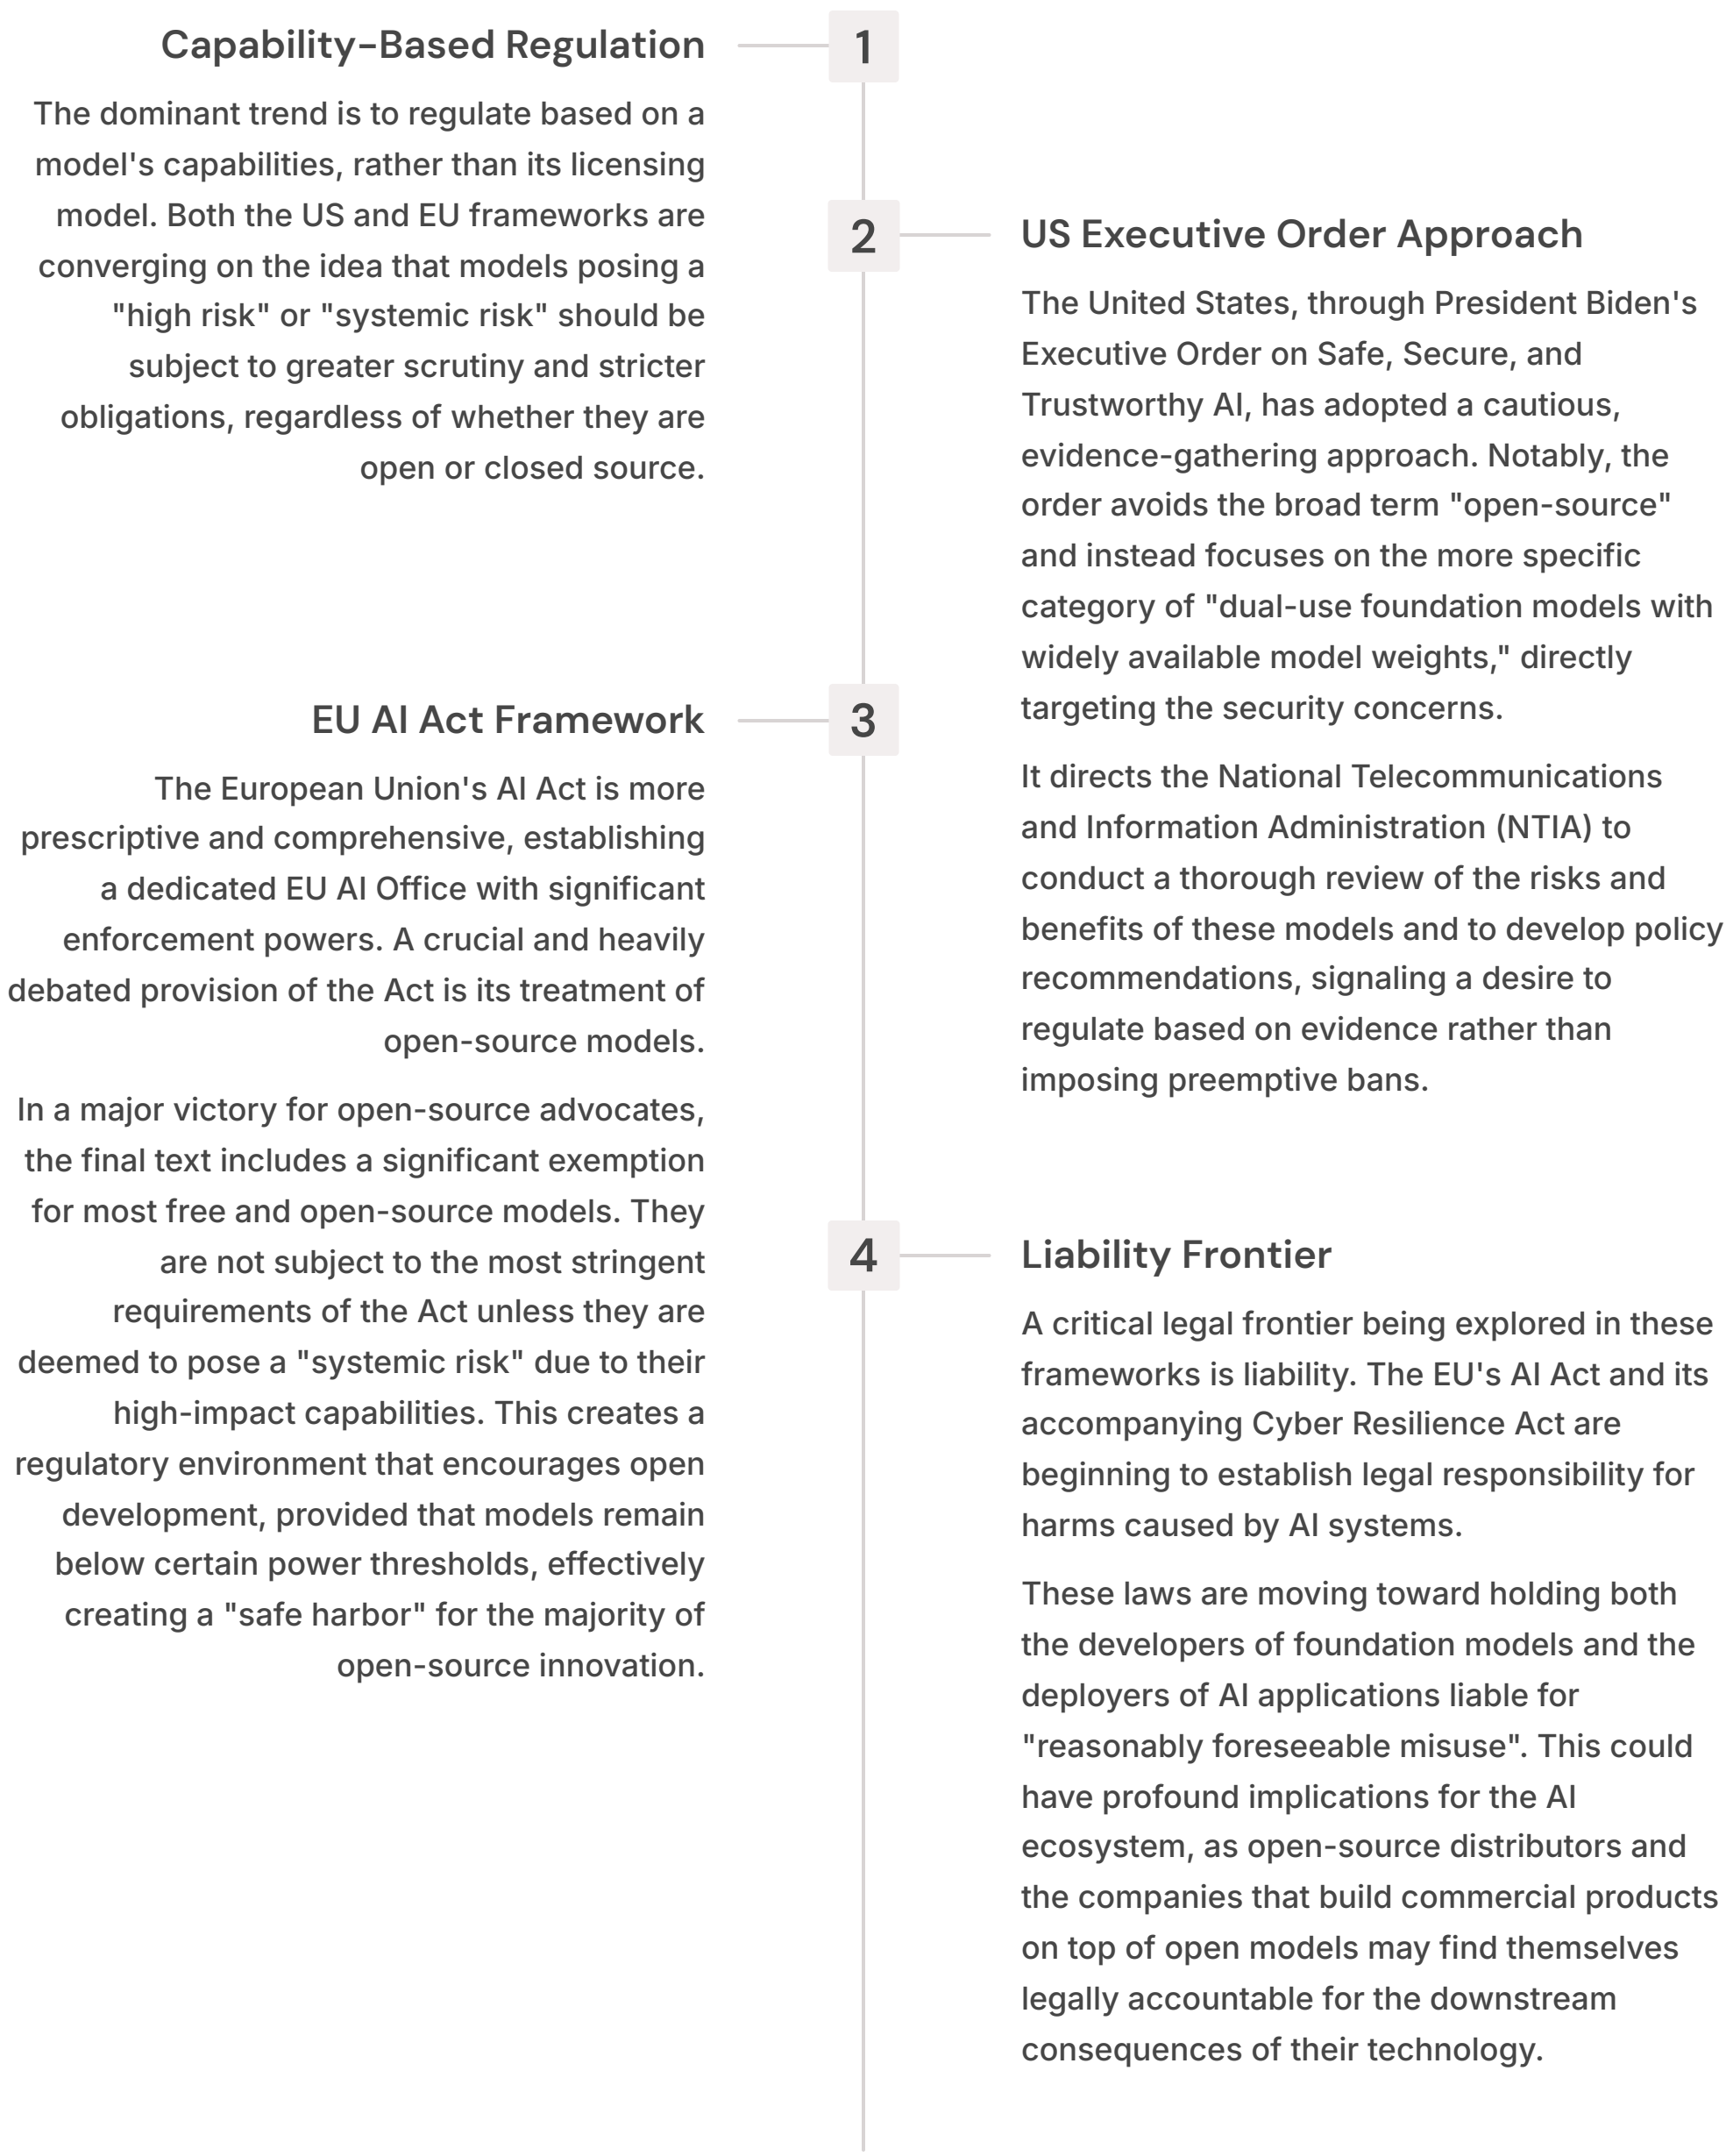 Capability-Based Regulation
1
The dominant trend is to regulate based on a
model's capabilities, rather than its licensing
model. Both the US and EU frameworks are
converging on the idea that models posing a
"high risk" or "systemic risk" should be
subject to greater scrutiny and stricter
obligations, regardless of whether they are
open or closed source.
2
US Executive Order Approach
The United States, through President Biden's
Executive Order on Safe, Secure, and
Trustworthy AI, has adopted a cautious,
evidence-gathering approach. Notably, the
order avoids the broad term "open-source"
and instead focuses on the more specific
category of "dual-use foundation models with
widely available model weights," directly
targeting the security concerns.
It directs the National Telecommunications
and Information Administration (NTIA) to
conduct a thorough review of the risks and
benefits of these models and to develop policy
recommendations, signaling a desire to
regulate based on evidence rather than
imposing preemptive bans.
EU AI Act Framework
3
The European Union's AI Act is more
prescriptive and comprehensive, establishing
a dedicated EU AI Office with significant
enforcement powers. A crucial and heavily
debated provision of the Act is its treatment of
open-source models.
In a major victory for open-source advocates,
the final text includes a significant exemption
for most free and open-source models. They
are not subject to the most stringent
requirements of the Act unless they are
deemed to pose a "systemic risk" due to their
high-impact capabilities. This creates a
regulatory environment that encourages open
development, provided that models remain
below certain power thresholds, effectively
creating a "safe harbor" for the majority of
open-source innovation.
4
Liability Frontier
A critical legal frontier being explored in these
frameworks is liability. The EU's AI Act and its
accompanying Cyber Resilience Act are
beginning to establish legal responsibility for
harms caused by AI systems.
These laws are moving toward holding both
the developers of foundation models and the
deployers of AI applications liable for
"reasonably foreseeable misuse". This could
have profound implications for the AI
ecosystem, as open-source distributors and
the companies that build commercial products
on top of open models may find themselves
legally accountable for the downstream
consequences of their technology.